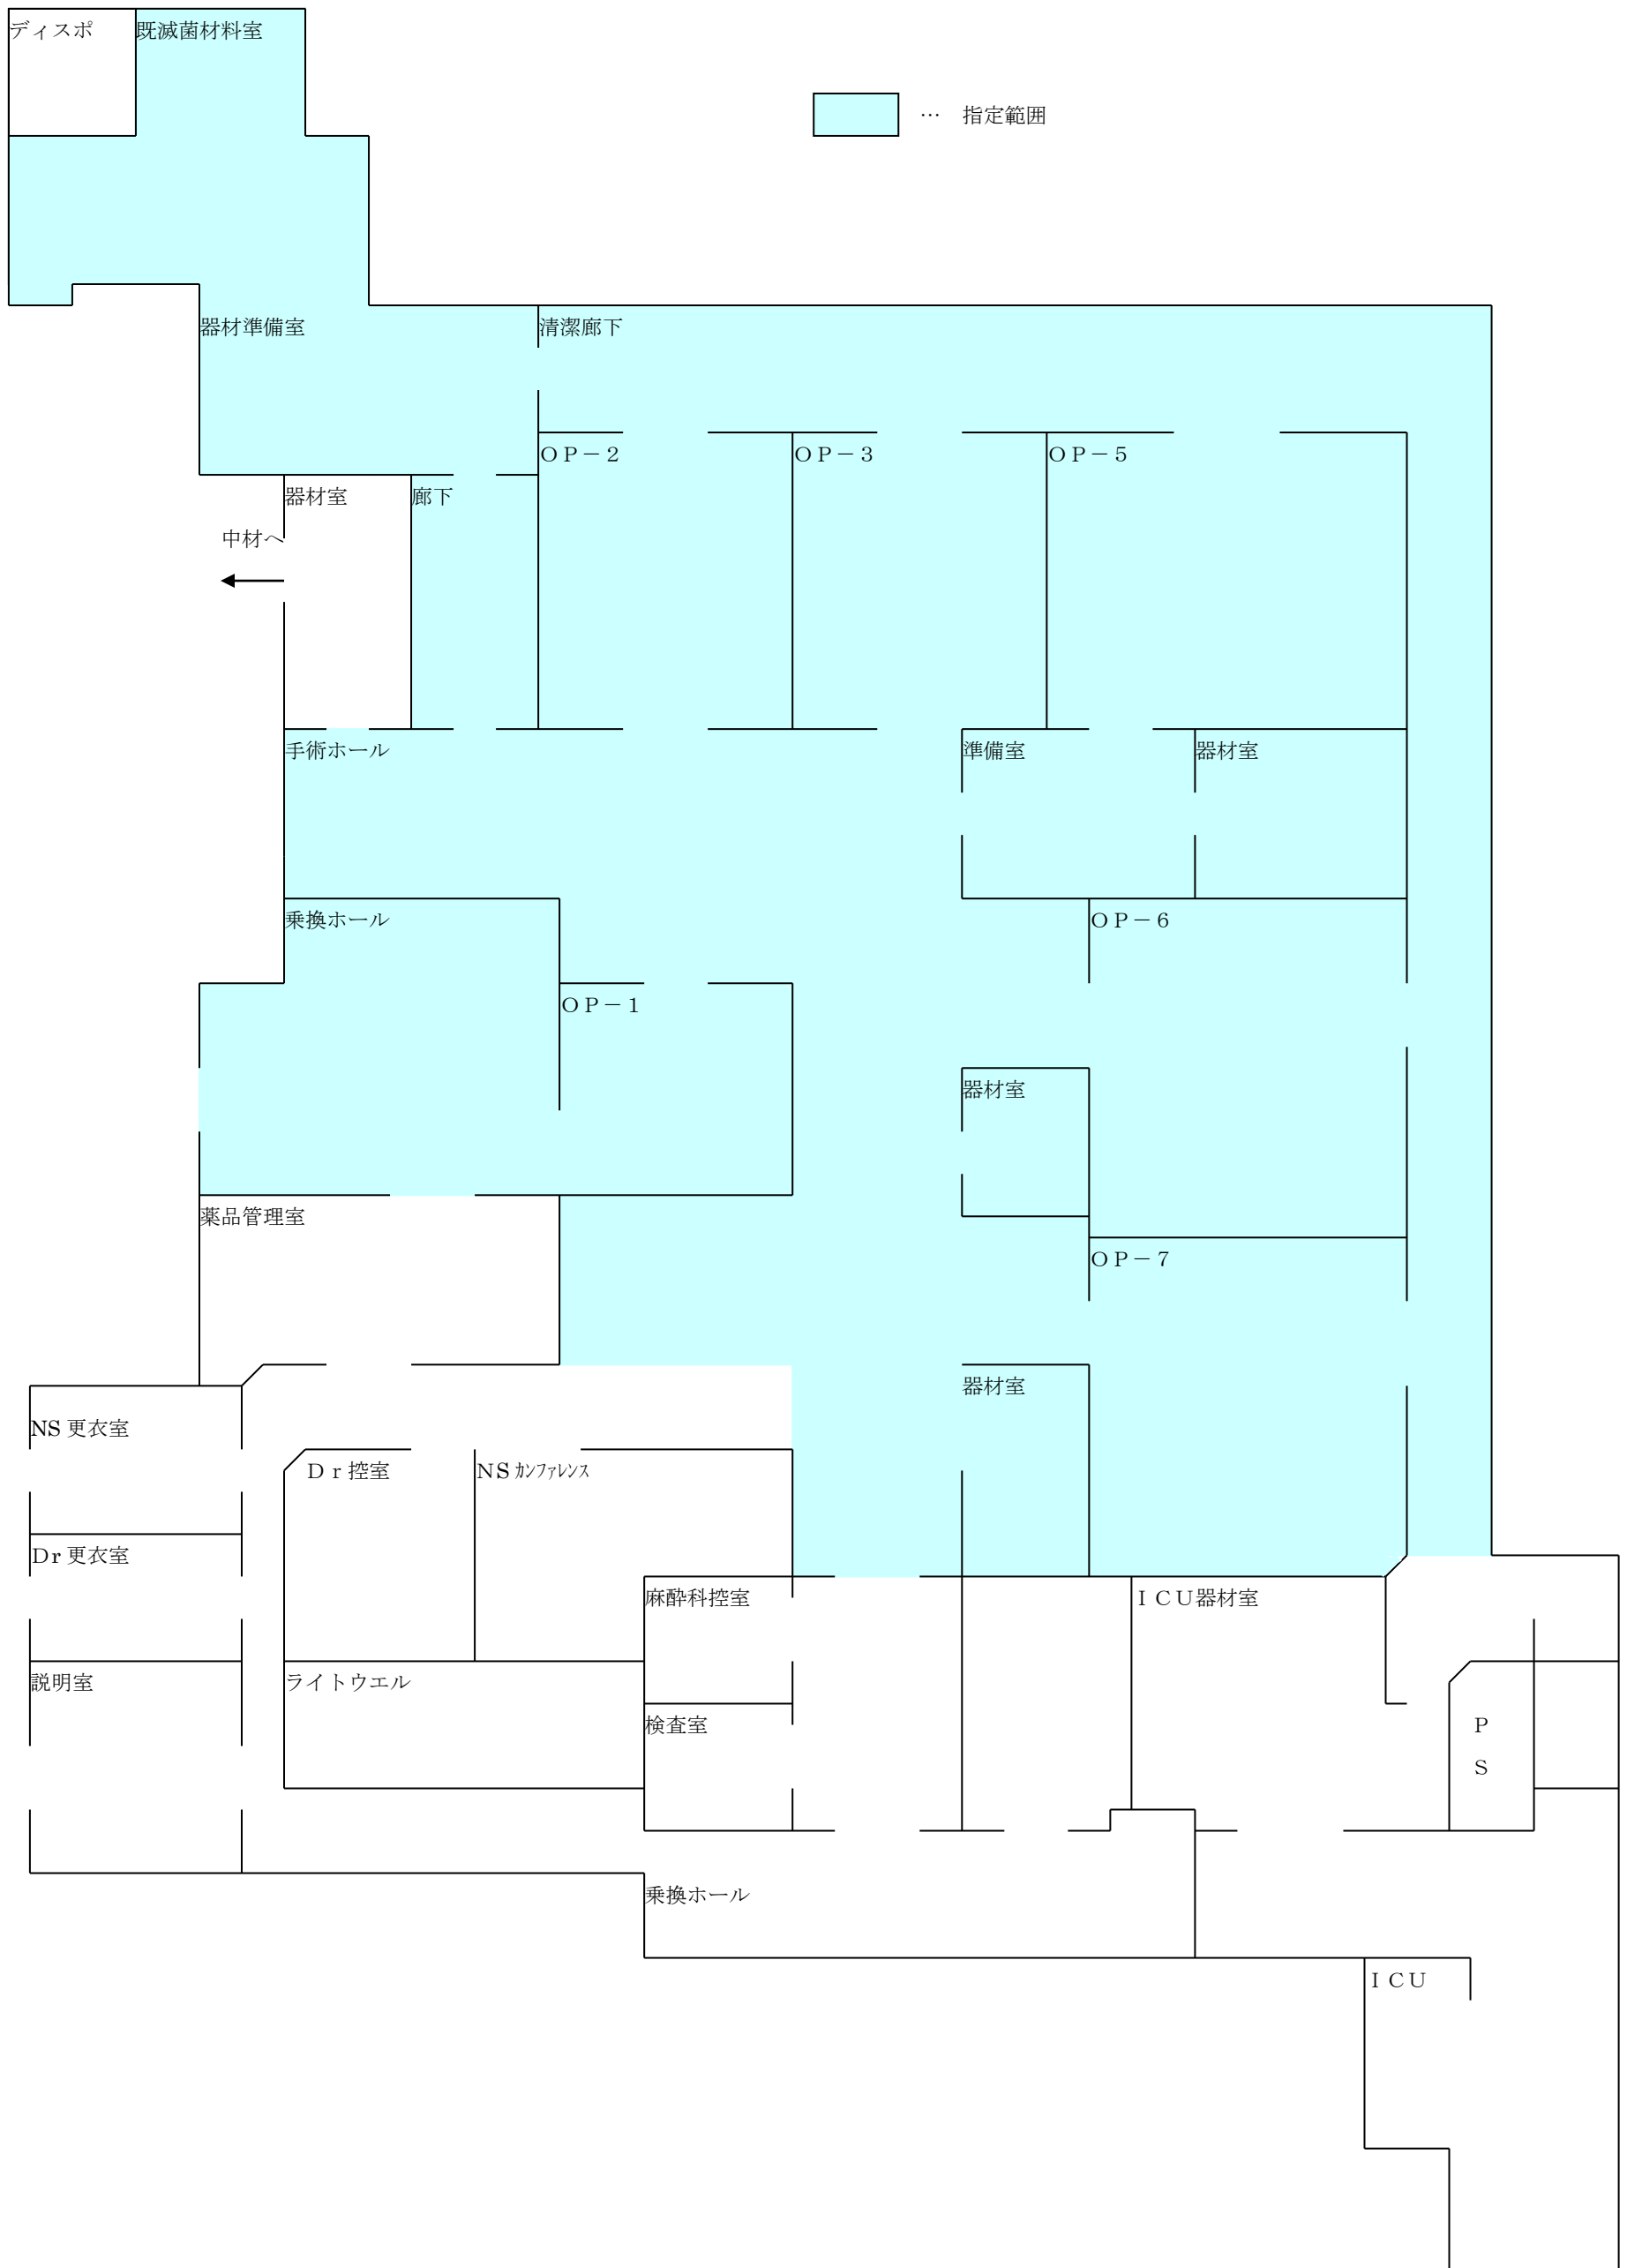 ディスポ
既滅菌材料室
… 指定範囲
器材準備室
清潔廊下
ＯＰ－２
ＯＰ－３
ＯＰ－５
器材室
廊下
中材へ
手術ホール
準備室
器材室
乗換ホール
ＯＰ－６
ＯＰ－１
器材室
薬品管理室
ＯＰ－７
器材室
NS 更衣室
Ｄｒ控室
ＮＳｶﾝﾌｧﾚﾝｽ
Dr 更衣室
麻酔科控室
ＩＣＵ器材室
説明室
ライトウエル
検査室
Ｐ
Ｓ
乗換ホール
ＩＣＵ